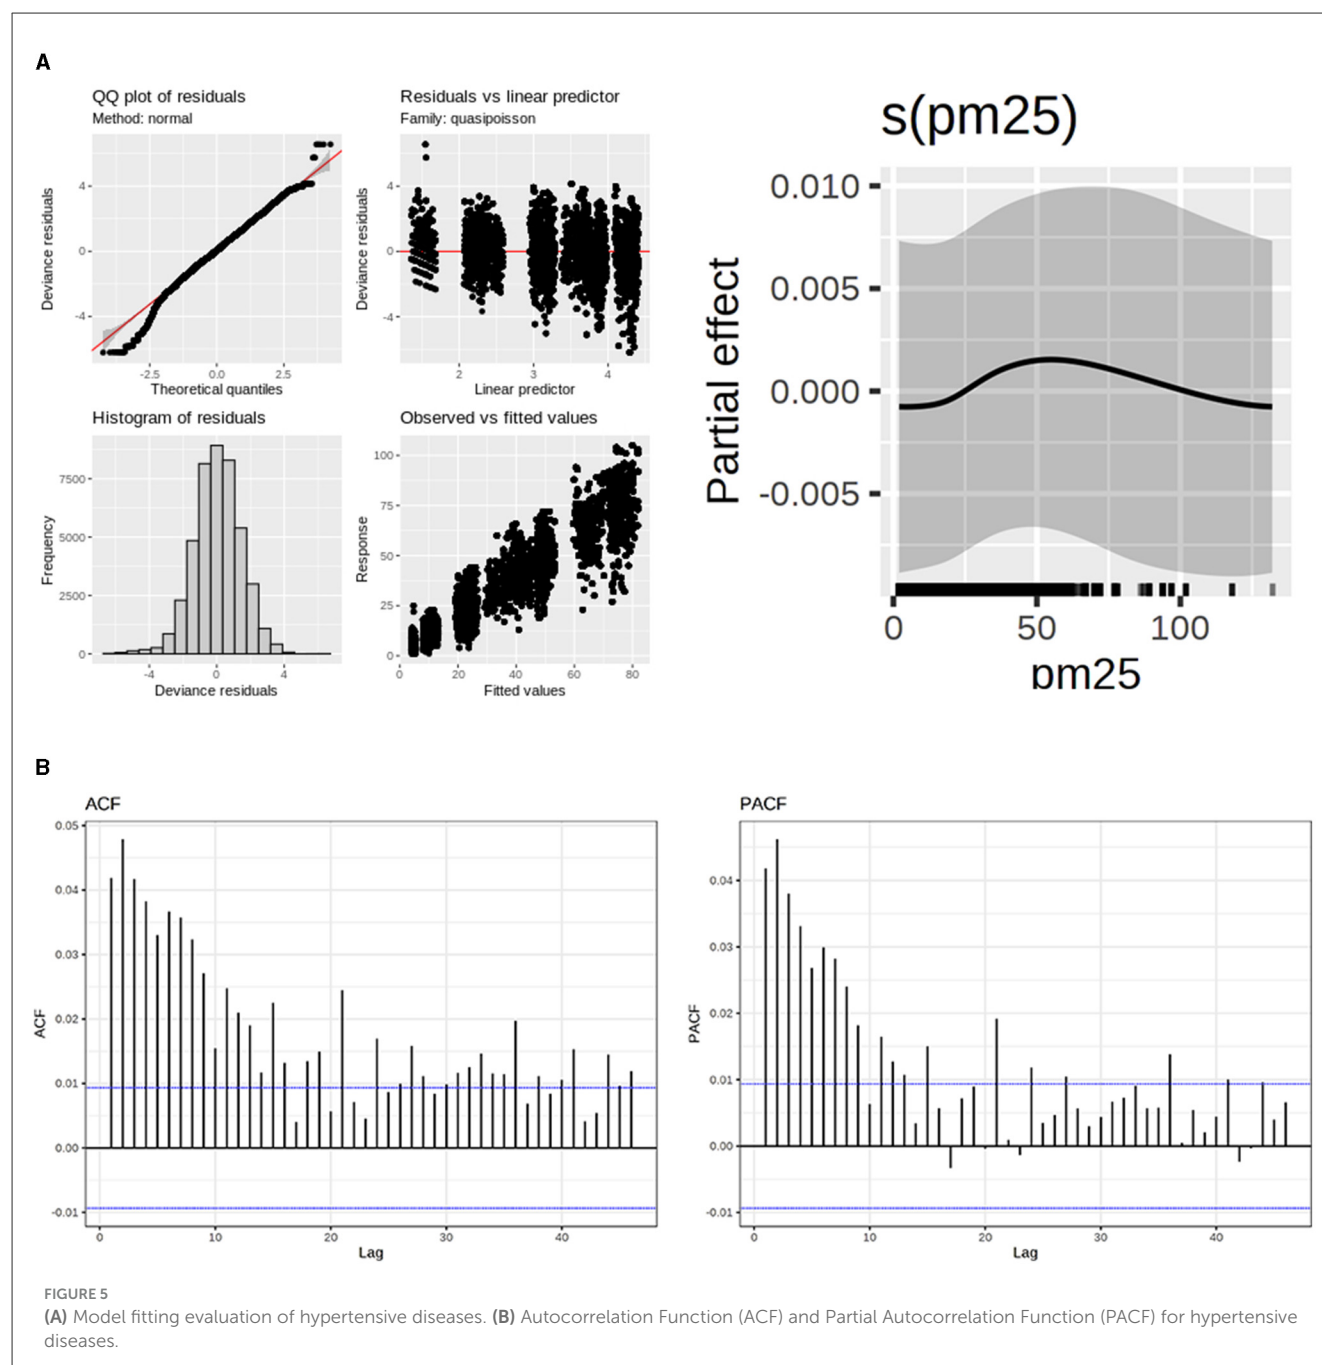 A
QQ plot of residuals
Method: normal
Deviance residuals
4
0
-4
-2.5 0.0 2.5
Theoretical quantiles
Residuals vs linear predictor
Family: quasipoisson
Deviance residuals
4
0
-4
2 3 4
Linear predictor
Histogram of residuals
Frequency
7500
5000
2500
0
-4 0 4
Deviance residuals
Observed vs fitted values
Response
100
75
50
25
0
0 20 40 60 80
Fitted values
s(pm25)
Partial effect
0.010
0.005
0.000
-0.005
0 50 100
pm25
B
ACF
ACF
0.05
0.04
0.03
0.02
0.01
0.00
-0.01
0 10 20 30 40
Lag
PACF
PACF
0.04
0.03
0.02
0.01
0.00
-0.01
0 10 20 30 40
Lag
FIGURE 5
(A) Model fitting evaluation of hypertensive diseases. (B) Autocorrelation Function (ACF) and Partial Autocorrelation Function (PACF) for hypertensive
diseases.